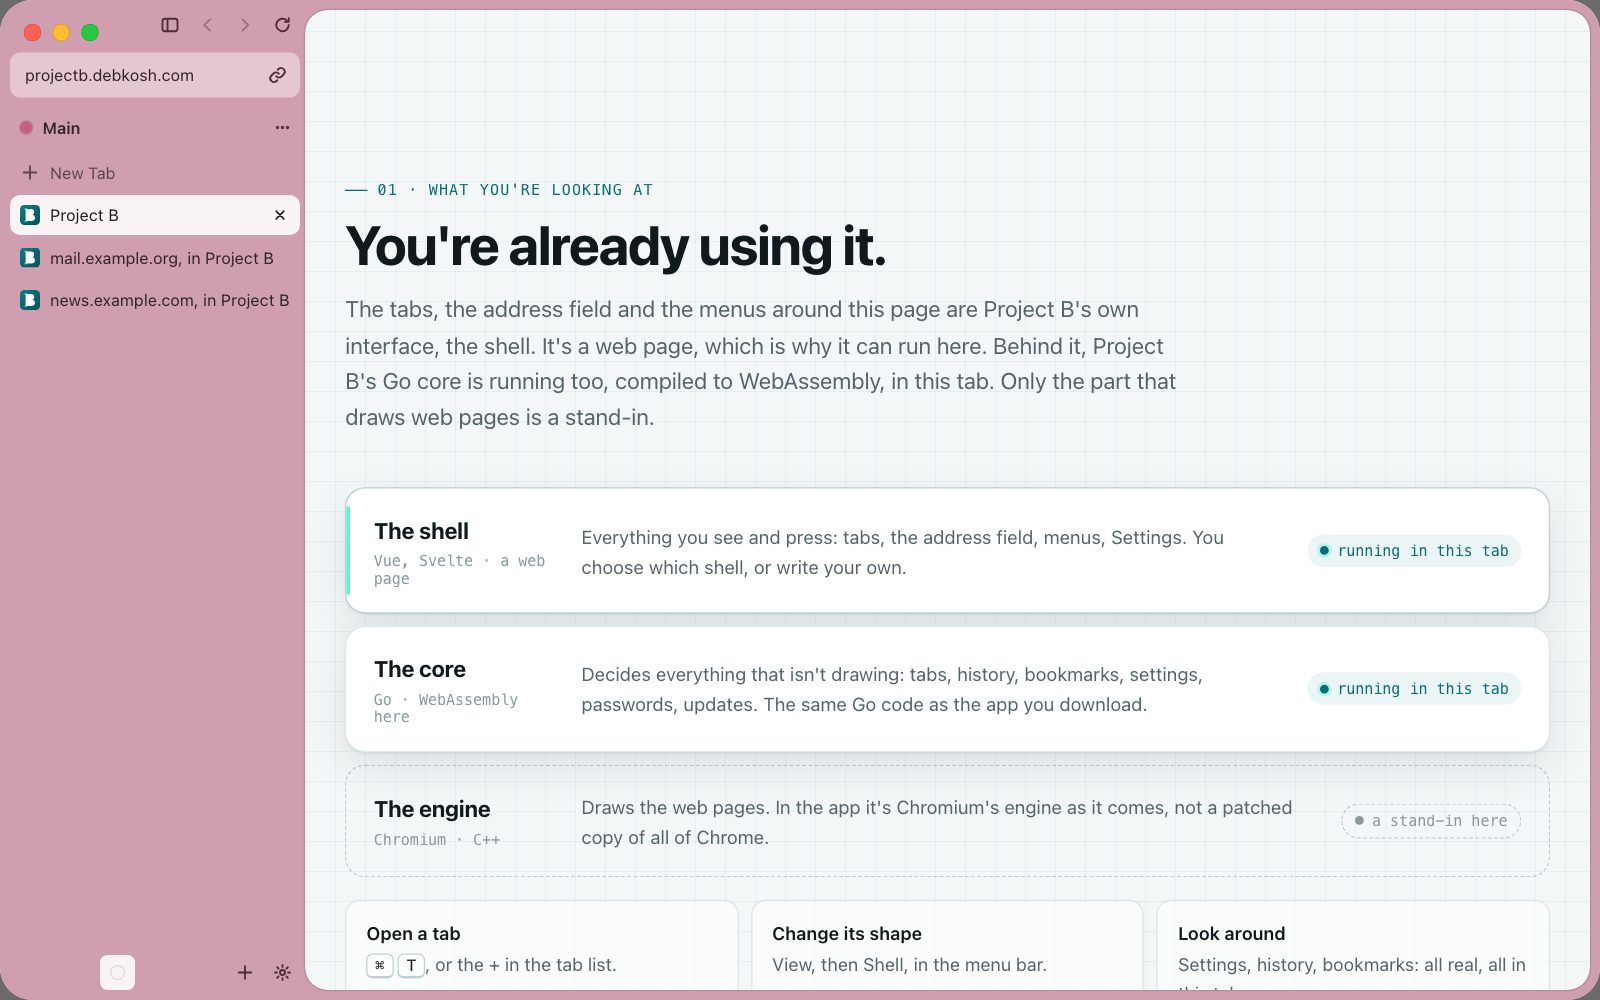 projectb.debkosh.com
Main
New Tab
Project B
mail.example.org, in Project B
news.example.com, in Project B
01 · WHAT YOU'RE LOOKING AT
You're already using it.
The tabs, the address field and the menus around this page are Project B's own
interface, the shell. It's a web page, which is why it can run here. Behind it, Project
B's Go core is running too, compiled to WebAssembly, in this tab. Only the part that
draws web pages is a stand-in.
The shell
Vue, Svelte · a web
page
Everything you see and press: tabs, the address field, menus, Settings. You
choose which shell, or write your own.
running in this tab
The core
Go · WebAssembly
here
Decides everything that isn't drawing: tabs, history, bookmarks, settings,
passwords, updates. The same Go code as the app you download.
running in this tab
The engine
Chromium · C++
Draws the web pages. In the app it's Chromium's engine as it comes, not a patched
copy of all of Chrome.
a stand-in here
Open a tab
⌘ T, or the + in the tab list.
Change its shape
View, then Shell, in the menu bar.
Look around
Settings, history, bookmarks: all real, all in